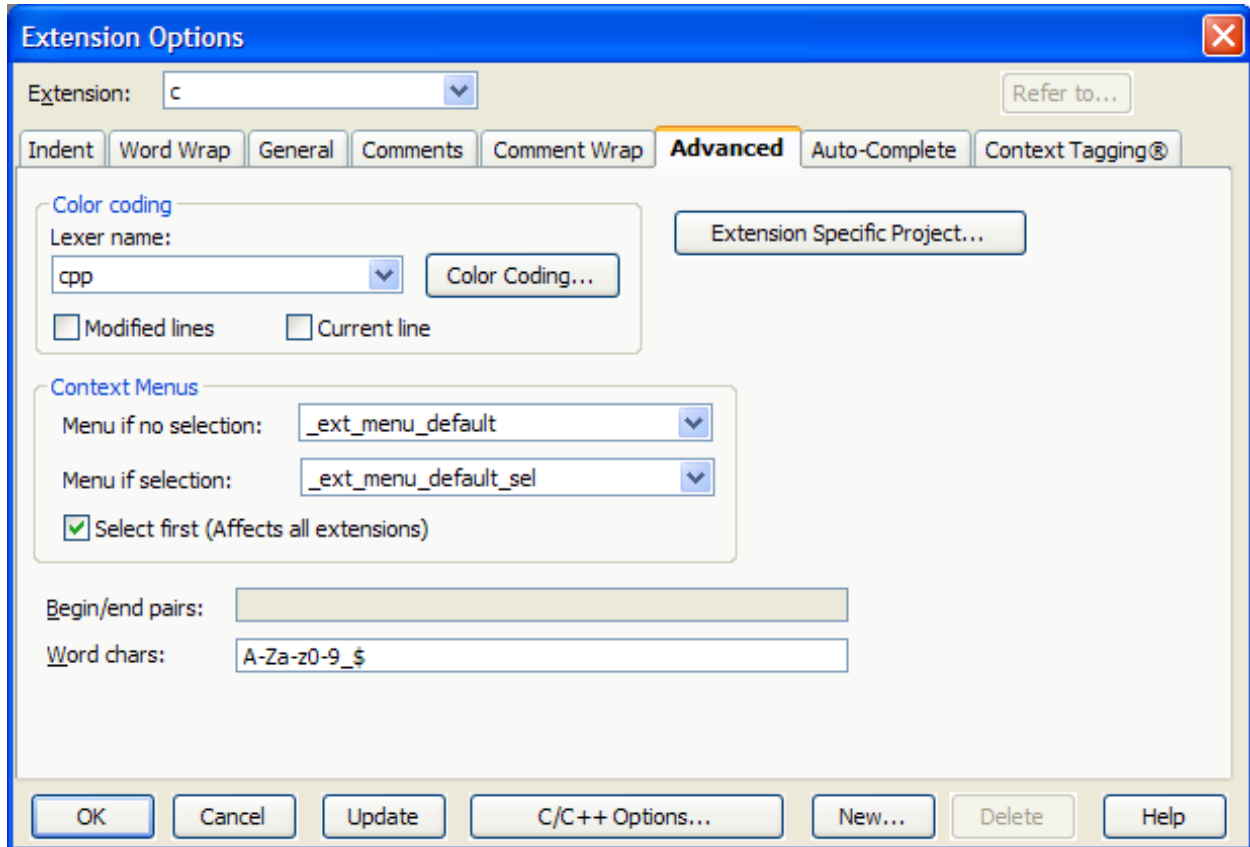 Extension Options
Extension: c Refer to...
Indent Word Wrap General Comments Comment Wrap Advanced Auto-Complete Context Tagging®
Color coding
Lexer name:
Extension Specific Project...
cpp Color Coding...
Modified lines Current line
Context Menus
Menu if no selection: _ext_menu_default
Menu if selection: _ext_menu_default_sel
Select first (Affects all extensions)
Begin/end pairs:
Word chars: A-Za-z0-9_$
OK Cancel Update C/C++ Options... New... Delete Help